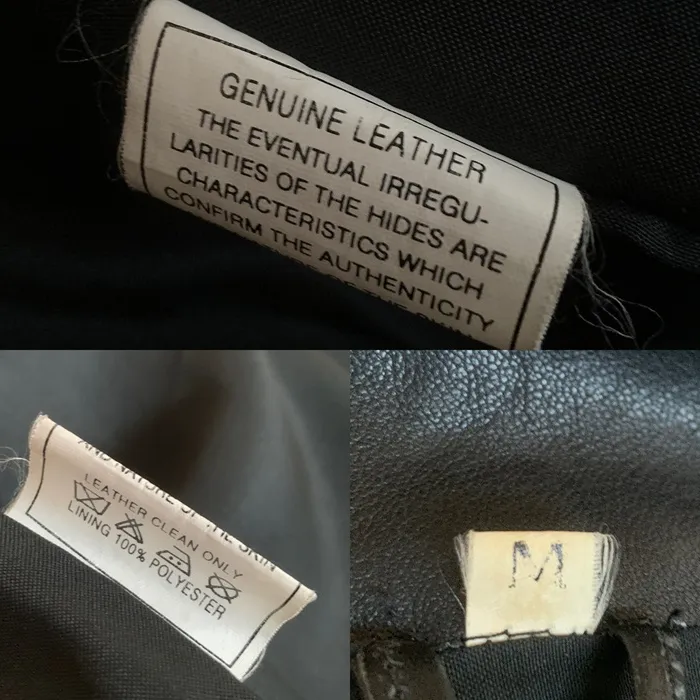 GENUINE LEATHER
THE EVENTUAL IRREGU-
LARITIES OF THE HIDES ARE
CHARACTERISTICS WHICH
CONFIRM THE AUTHENTICITY
AND NATURE OF THE SKIN
LEATHER CLEAN ONLY
LINING 100% POLYESTER
M